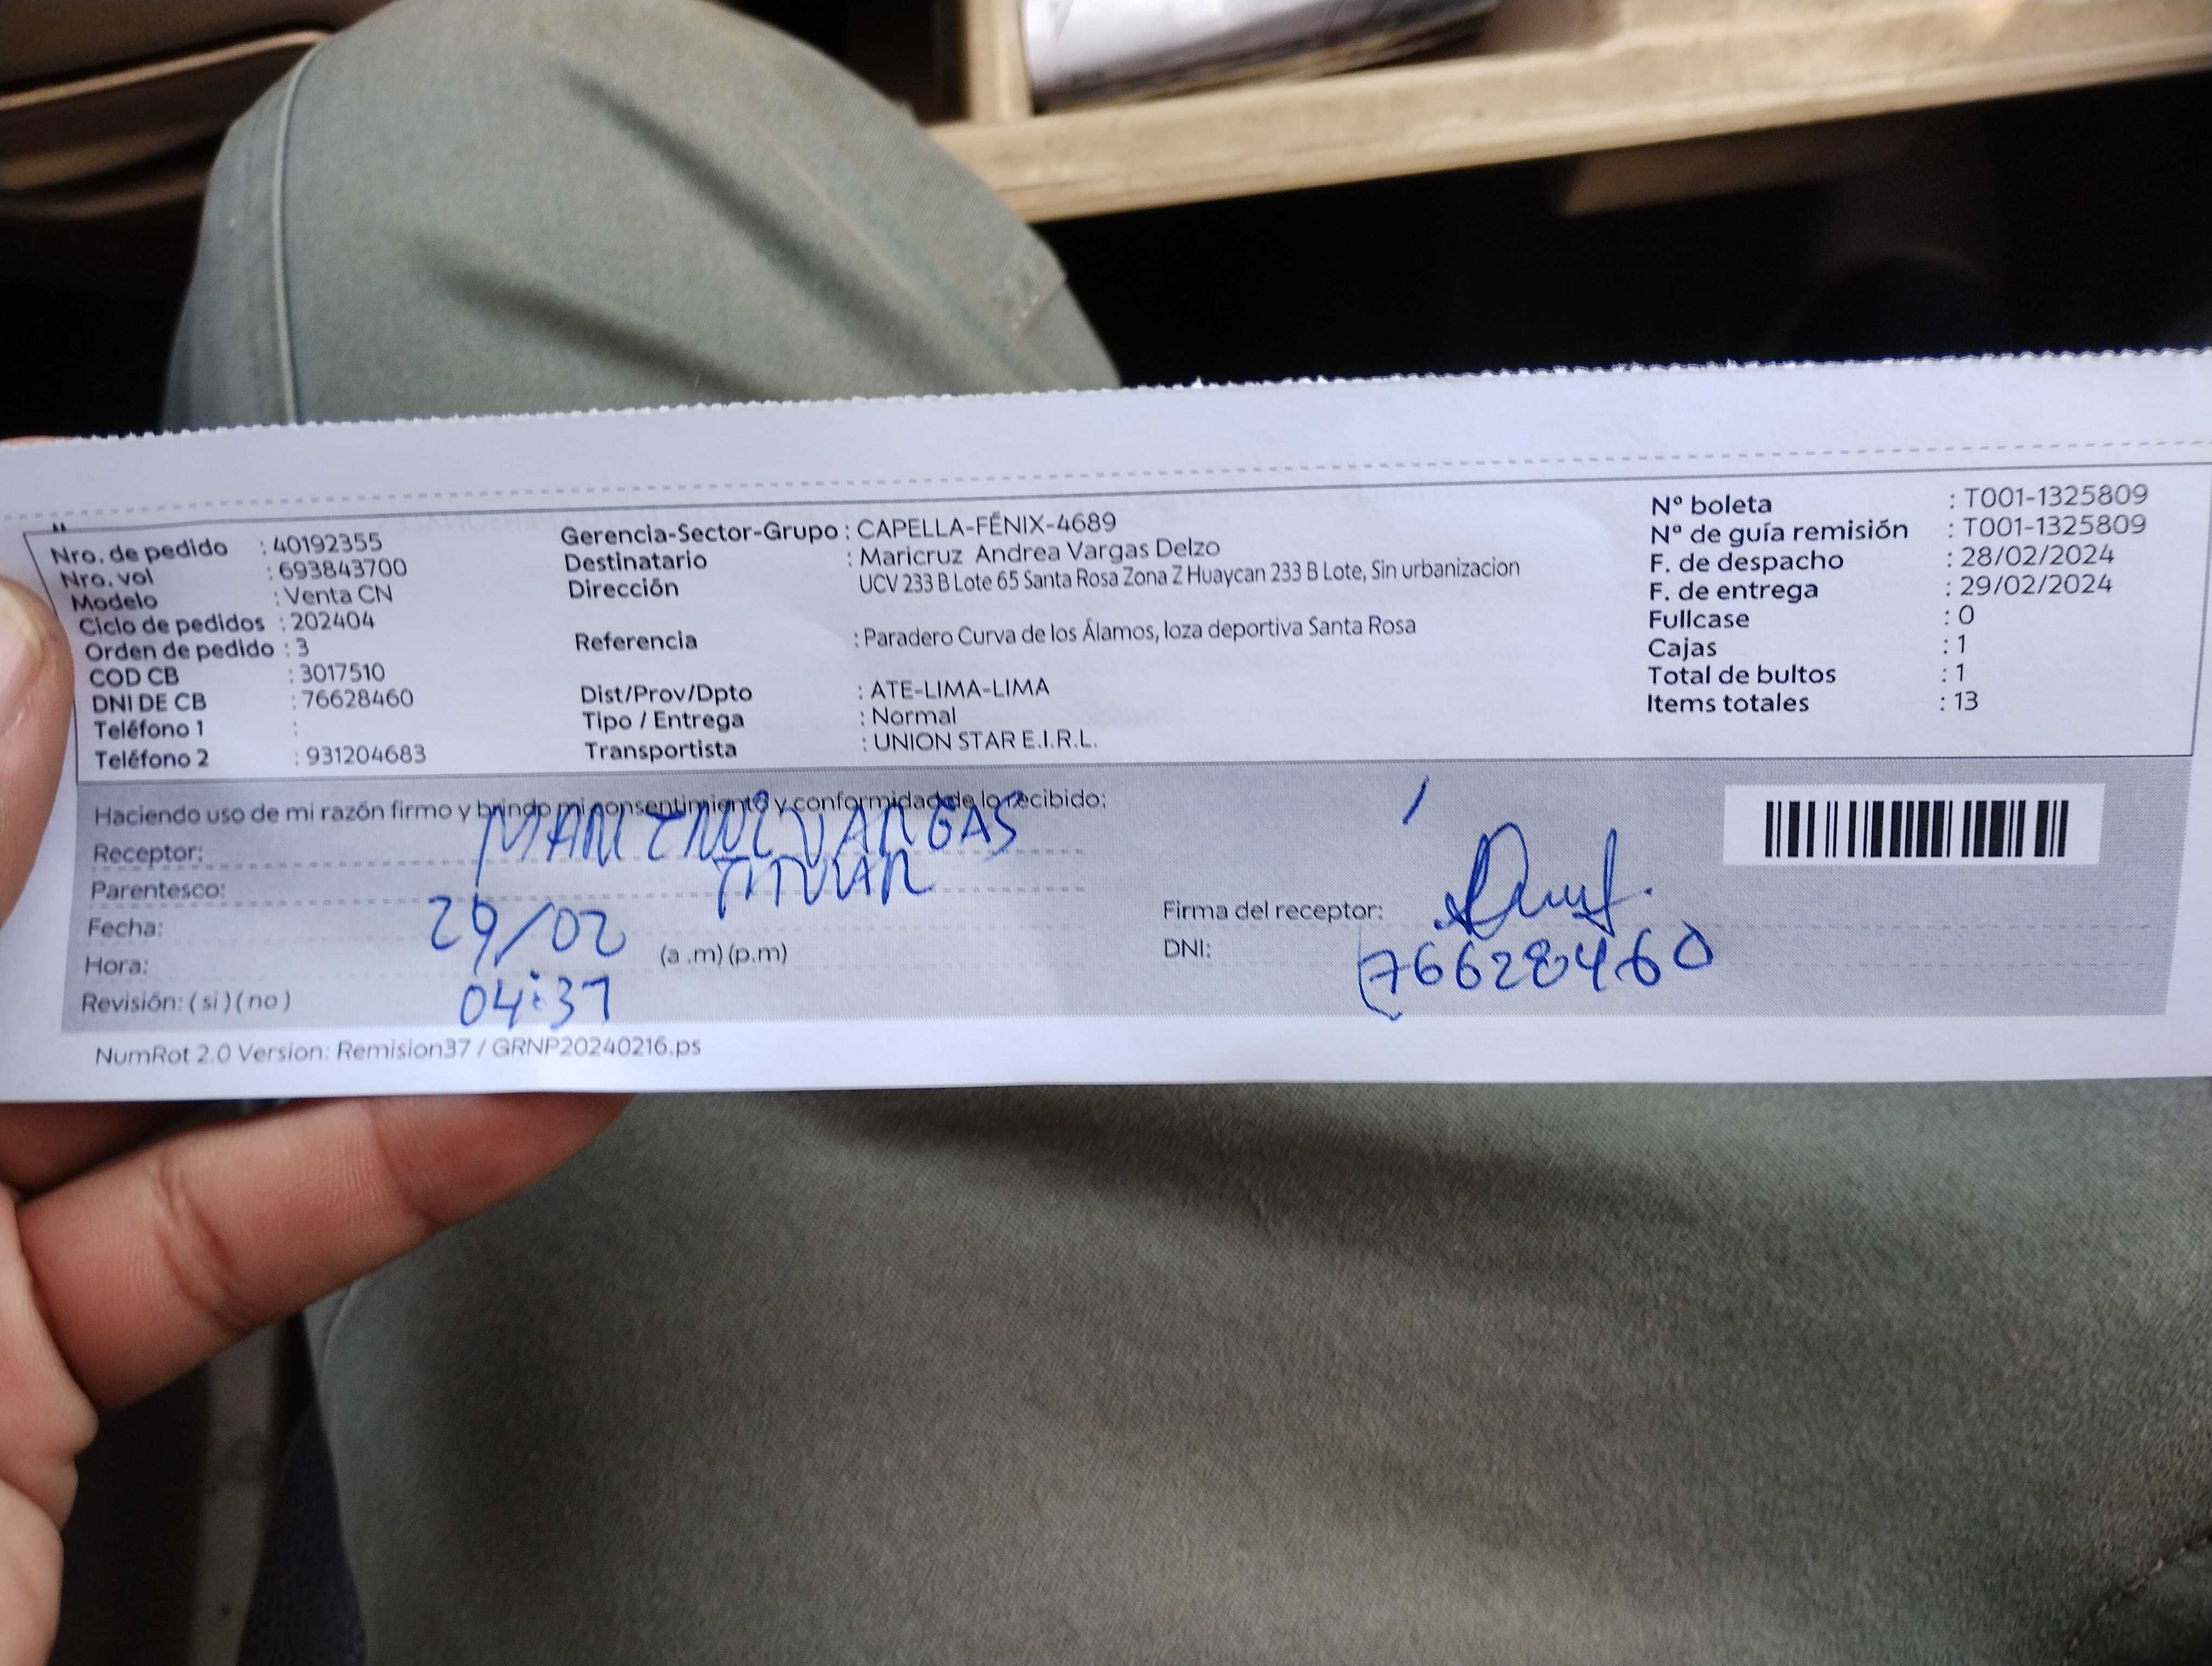 Nro. de pedido : 40192355
Nro. vol : 693843700
Modelo : Venta CN
Ciclo de pedidos : 202404
Orden de pedido : 3
COD CB : 3017510
DNI DE CB : 76628460
Teléfono 1 :
Teléfono 2 : 931204683
Gerencia-Sector-Grupo : CAPELLA-FÉNIX-4689
Destinatario : Maricruz Andrea Vargas Delzo
Dirección UCV 233 B Lote 65 Santa Rosa Zona Z Huaycan 233 B Lote, Sin urbanizacion
Referencia : Paradero Curva de los Álamos, loza deportiva Santa Rosa
Dist/Prov/Dpto : ATE-LIMA-LIMA
Tipo / Entrega : Normal
Transportista : UNION STAR E.I.R.L.
Nº boleta : T001-1325809
Nº de guía remisión : T001-1325809
F. de despacho : 28/02/2024
F. de entrega : 29/02/2024
Fullcase : 0
Cajas : 1
Total de bultos : 1
Items totales : 13
Haciendo uso de mi razón firmo y brindo mi consentimiento y conformidad de lo recibido:
Receptor: VARGAS
Parentesco: TITULAR
Fecha: 29/02
Hora: 04:37 (a .m) (p.m)
Revisión: ( si ) ( no )
Firma del receptor:
DNI: 76628460
NumRot 2.0 Version: Remision37 / GRNP20240216.ps